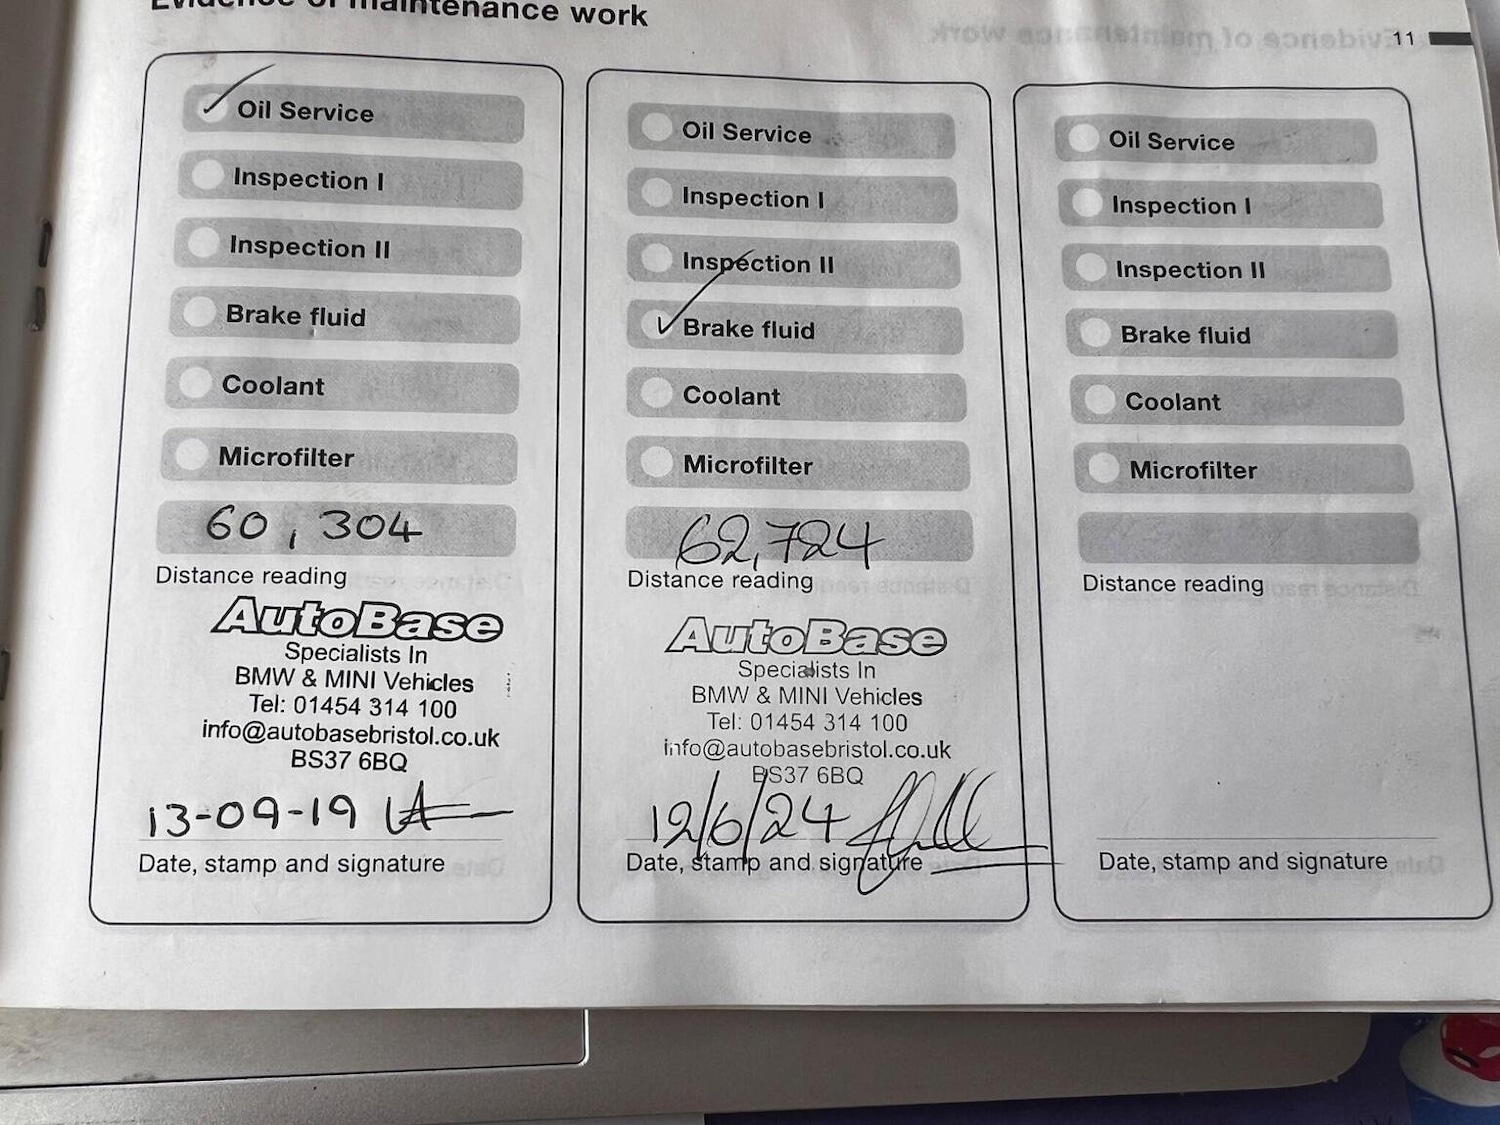 Evidence of maintenance work
11
Oil Service
Inspection I
Inspection II
Brake fluid
Coolant
Microfilter
60,304
Distance reading
AutoBase
Specialists In
BMW & MINI Vehicles
Tel: 01454 314 100
info@autobasebristol.co.uk
BS37 6BQ
13-09-19
Date, stamp and signature
Oil Service
Inspection I
Inspection II
Brake fluid
Coolant
Microfilter
62,724
Distance reading
AutoBase
Specialists In
BMW & MINI Vehicles
Tel: 01454 314 100
info@autobasebristol.co.uk
BS37 6BQ
12/6/24
Date, stamp and signature
Oil Service
Inspection I
Inspection II
Brake fluid
Coolant
Microfilter
Distance reading
Date, stamp and signature